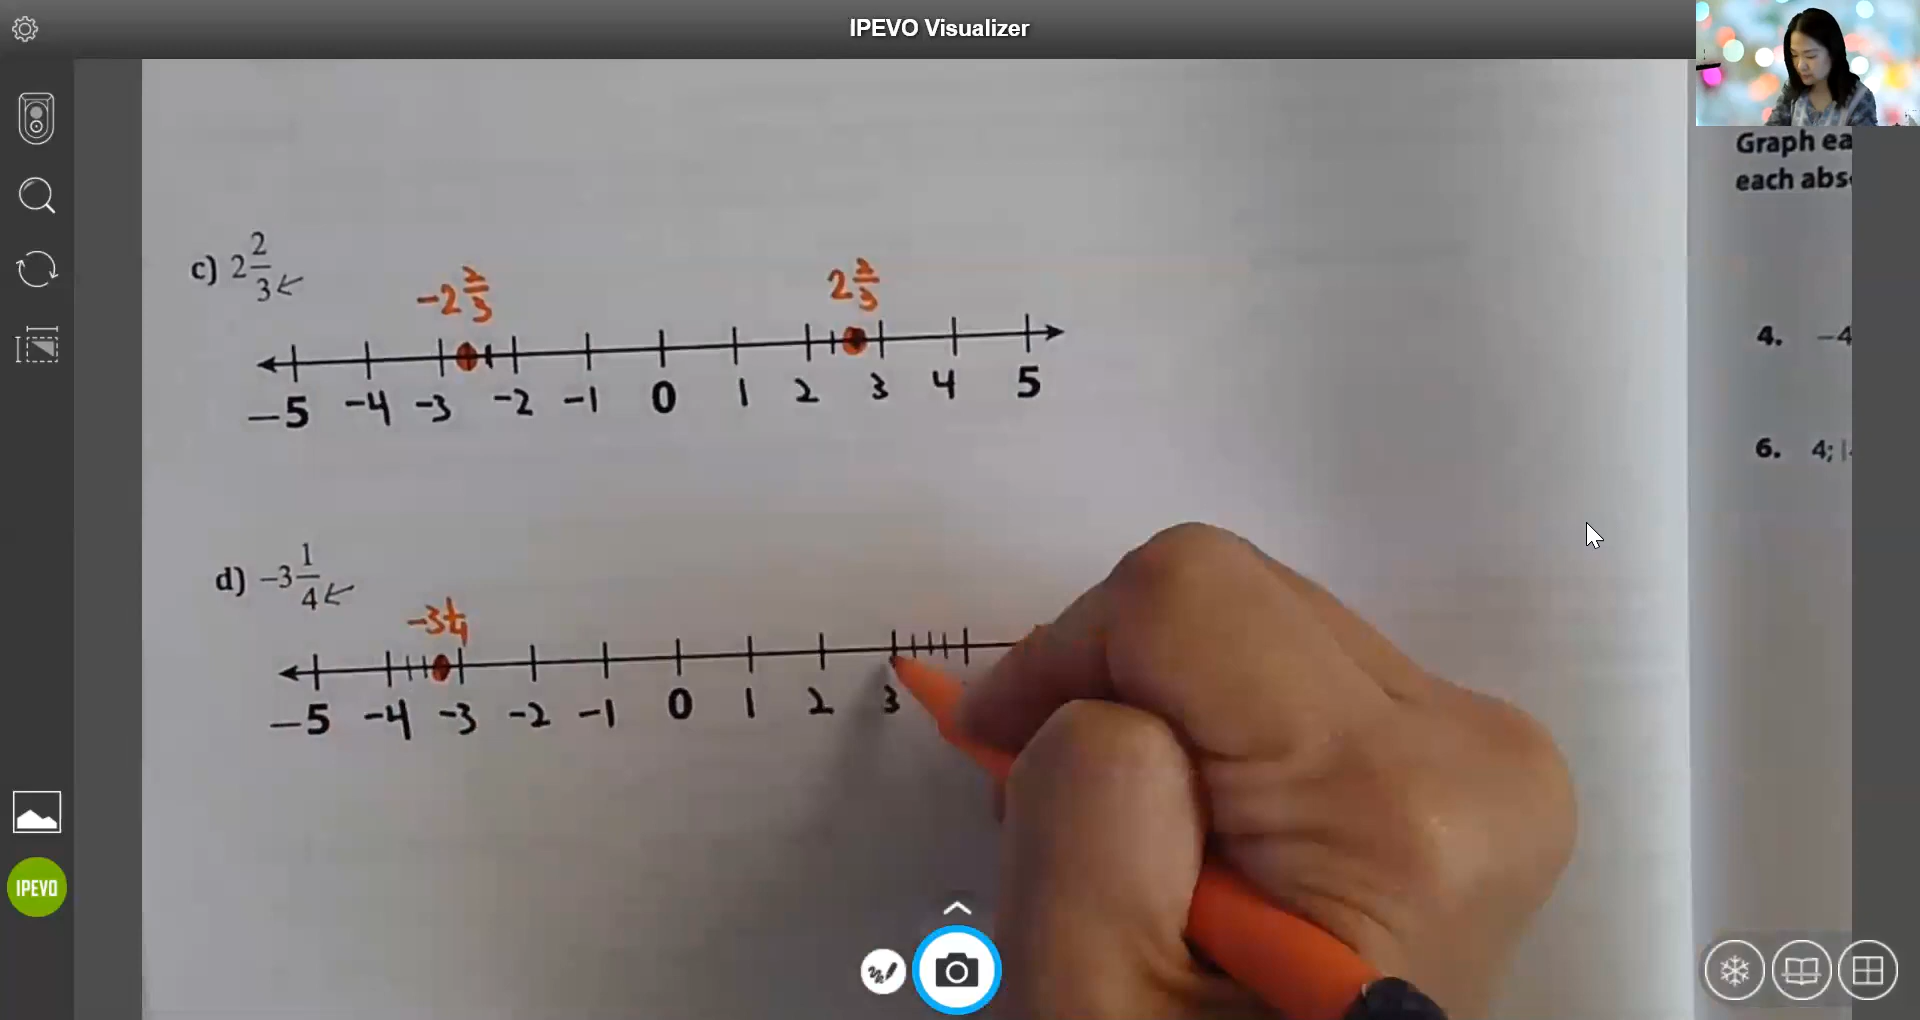 IPEVO Visualizer
Graph ea
each abs
c) 2 2/3
-2 2/3
2 2/3
-5 -4 -3 -2 -1 0 1 2 3 4 5
4. -4
6. 4; |
d) -3 1/4
-3 1/4
-5 -4 -3 -2 -1 0 1 2 3
IPEVO